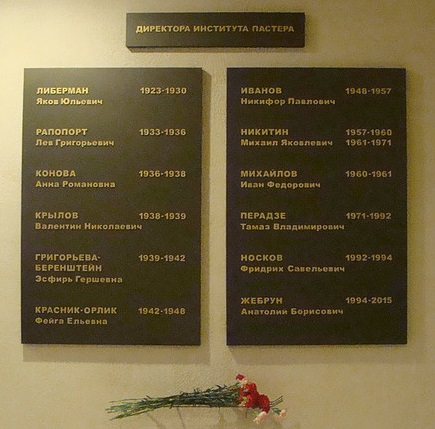 ДИРЕКТОРА ИНСТИТУТА ПАСТЕРА
ЛИБЕРМАН 1923-1930
Яков Юльевич
РАПОПОРТ 1933-1936
Лев Григорьевич
КОНОВА 1936-1938
Анна Романовна
КРЫЛОВ 1938-1939
Валентин Николаевич
ГРИГОРЬЕВА- 1939-1942
БЕРЕНШТЕЙН
Эсфирь Гершевна
КРАСНИК-ОРЛИК 1942-1948
Фейга Ельевна
ИВАНОВ 1948-1957
Никифор Павлович
НИКИТИН 1957-1960
Михаил Яковлевич 1961-1971
МИХАЙЛОВ 1960-1961
Иван Федорович
ПЕРАДЗЕ 1971-1992
Тамаз Владимирович
НОСКОВ 1992-1994
Фридрих Савельевич
ЖЕБРУН 1994-2015
Анатолий Борисович